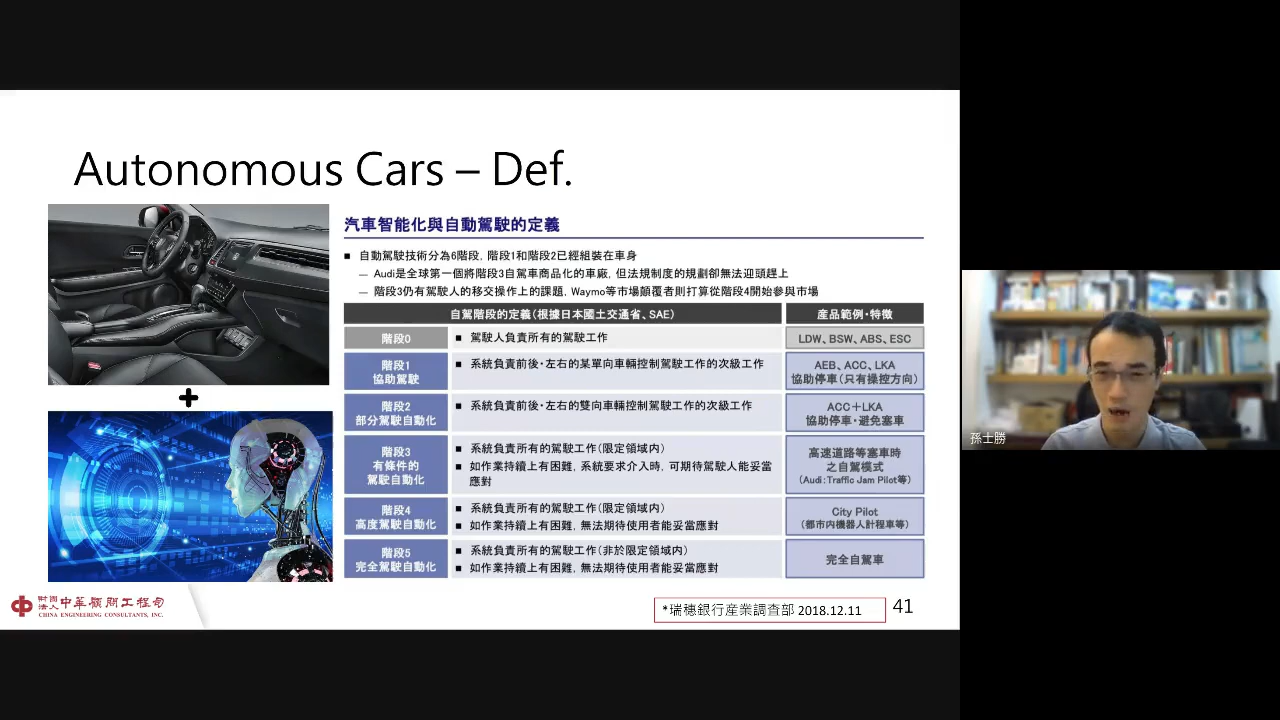 Autonomous Cars – Def.
汽車智能化與自動駕駛的定義
■ 自動駕駛技術分為6階段, 階段1和階段2已經組裝在車身
— Audi是全球第一個將階段3自駕車商品化的車廠, 但法規制度的規劃卻無法迎頭趕上
— 階段3仍有駕駛人的移交操作上的課題, Waymo等市場顛覆者則打算從階段4開始參與市場
自駕階段的定義(根據日本國土交通省、SAE) 產品範例・特徵
階段0 ■ 駕駛人負責所有的駕駛工作 LDW、BSW、ABS、ESC
階段1
協助駕駛
■ 系統負責前後・左右的某單向車輛控制駕駛工作的次級工作
AEB、ACC、LKA
協助停車(只有操控方向)
階段2
部分駕駛自動化
■ 系統負責前後・左右的雙向車輛控制駕駛工作的次級工作
ACC+LKA
協助停車・避免塞車
階段3
有條件的
駕駛自動化
■ 系統負責所有的駕駛工作(限定領域内)
■ 如作業持續上有困難, 系統要求介入時, 可期待駕駛人能妥當
應對
高速道路等塞車時
之自駕模式
(Audi:Traffic Jam Pilot等)
階段4
高度駕駛自動化
■ 系統負責所有的駕駛工作(限定領域内)
■ 如作業持續上有困難, 無法期待使用者能妥當應對
City Pilot
(都市内機器人計程車等)
階段5
完全駕駛自動化
■ 系統負責所有的駕駛工作(非於限定領域内)
■ 如作業持續上有困難, 無法期待使用者能妥當應對
完全自駕車
財團法人中華顧問工程司
CHINA ENGINEERING CONSULTANTS, INC.
*瑞穗銀行産業調查部 2018.12.11
41
孫士勝